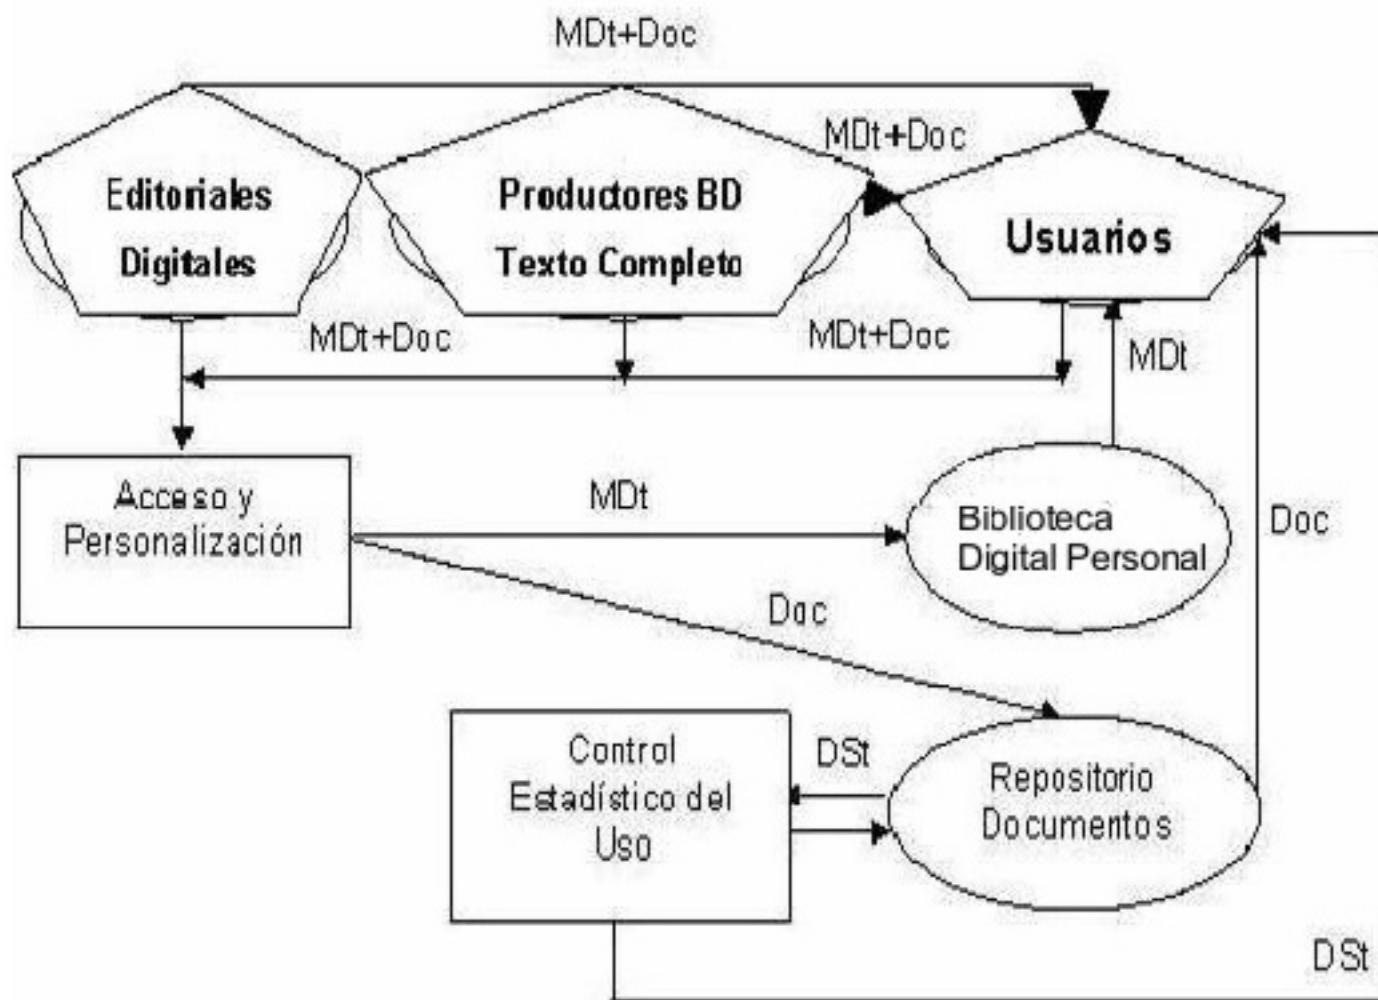 MDt+Doc
MDt+Doc
Editoriales
Digitales
Productores BD
Texto Completo
Usuarios
MDt+Doc
MDt+Doc
MDt
Acceso y
Personalización
MDt
Biblioteca
Digital Personal
Doc
Doc
Control
Estadístico del
Uso
DSt
Repositorio
Documentos
DSt